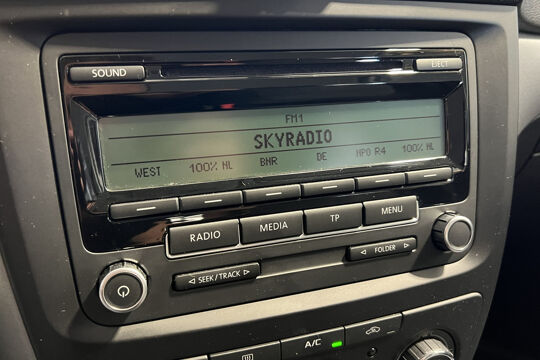 SOUND
EJECT
FM1
SKYRADIO
WEST 100% NL BNR DE NPO R4 100% NL
RADIO MEDIA TP MENU
SEEK/TRACK FOLDER
A/C